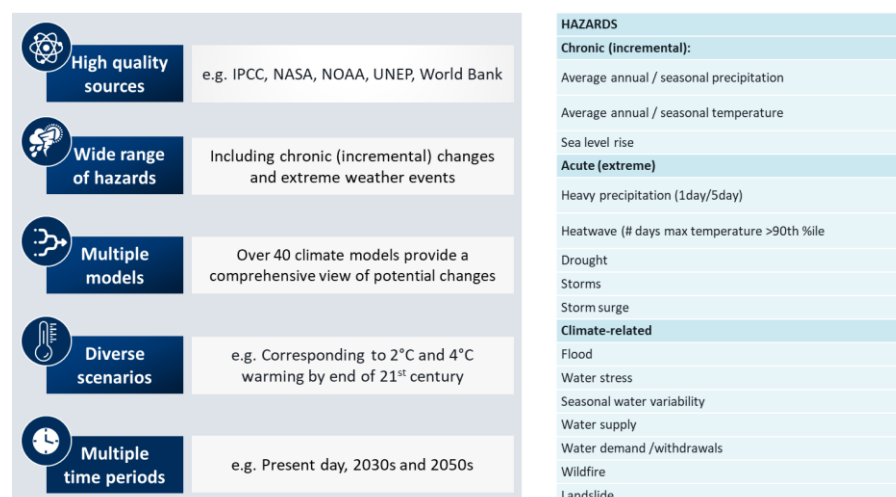 High quality
sources
e.g. IPCC, NASA, NOAA, UNEP, World Bank
Wide range
of hazards
Including chronic (incremental) changes
and extreme weather events
Multiple
models
Over 40 climate models provide a
comprehensive view of potential changes
Diverse
scenarios
e.g. Corresponding to 2°C and 4°C
warming by end of 21st century
Multiple
time periods
e.g. Present day, 2030s and 2050s
HAZARDS
Chronic (incremental):
Average annual / seasonal precipitation
Average annual / seasonal temperature
Sea level rise
Acute (extreme)
Heavy precipitation (1day/5day)
Heatwave (# days max temperature >90th %ile
Drought
Storms
Storm surge
Climate-related
Flood
Water stress
Seasonal water variability
Water supply
Water demand /withdrawals
Wildfire
Landslide